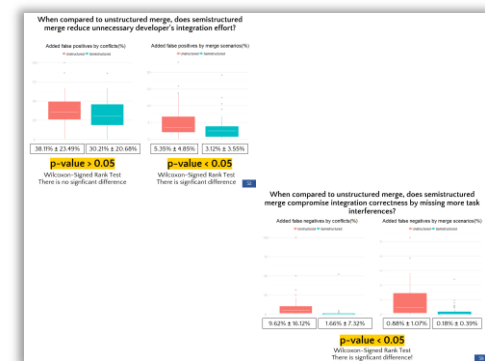 When compared to unstructured merge, does semistructured
merge reduce unnecessary developer's integration effort?
Added false positives by conflicts(%)
Added false positives by merge scenarios(%)
unstructured semistructured
unstructured semistructured
38.11% ± 23.49%
30.21% ± 20.68%
5.35% ± 4.85%
3.12% ± 3.55%
p-value > 0.05
p-value < 0.05
Wilcoxon-Signed Rank Test
There is no significant difference
Wilcoxon-Signed Rank Test
There is significant difference
When compared to unstructured merge, does semistructured
merge compromise integration correctness by missing more task
interferences?
Added false negatives by conflicts(%)
Added false negatives by merge scenarios(%)
unstructured semistructured
unstructured semistructured
9.62% ± 16.12%
1.66% ± 7.32%
0.88% ± 1.07%
0.18% ± 0.39%
p-value < 0.05
Wilcoxon-Signed Rank Test
There is significant difference!